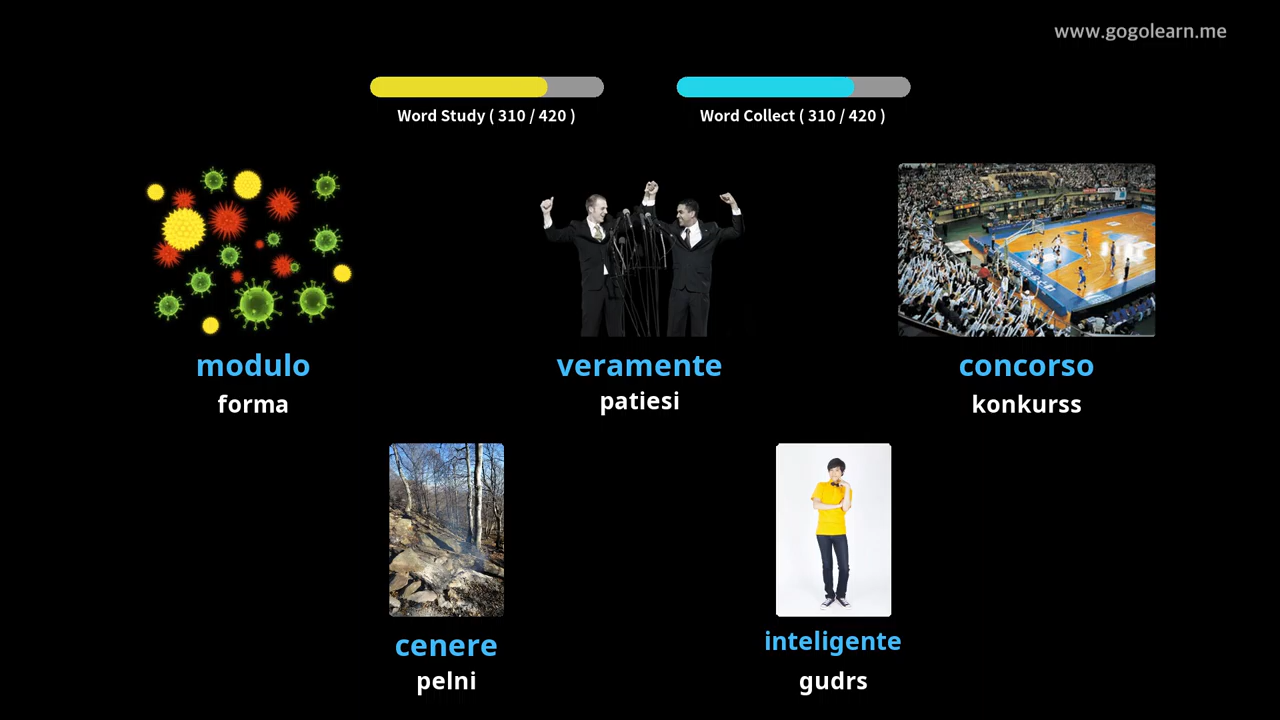 www.gogolearn.me
Word Study ( 310 / 420 )
Word Collect ( 310 / 420 )
modulo
forma
veramente
patiesi
concorso
konkurss
cenere
pelni
inteligente
gudrs